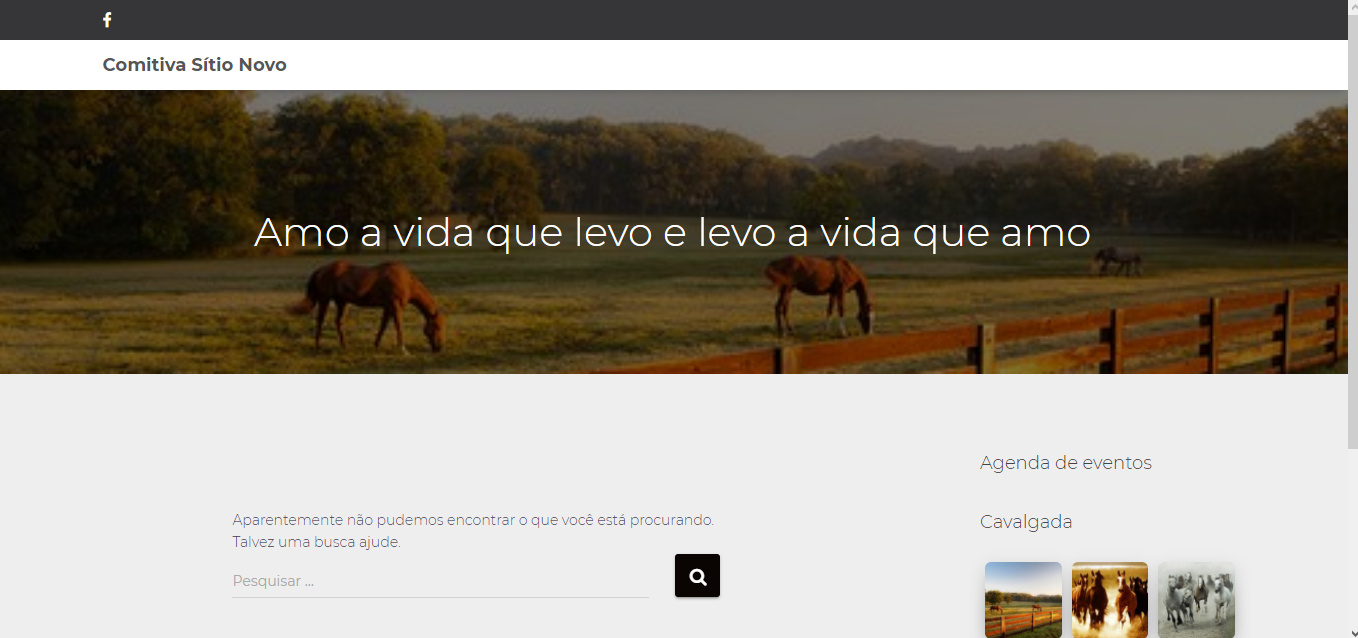 Comitiva Sítio Novo
Amo a vida que levo e levo a vida que amo
Agenda de eventos
Aparentemente não pudemos encontrar o que você está procurando.
Talvez uma busca ajude.
Cavalgada
Pesquisar ...